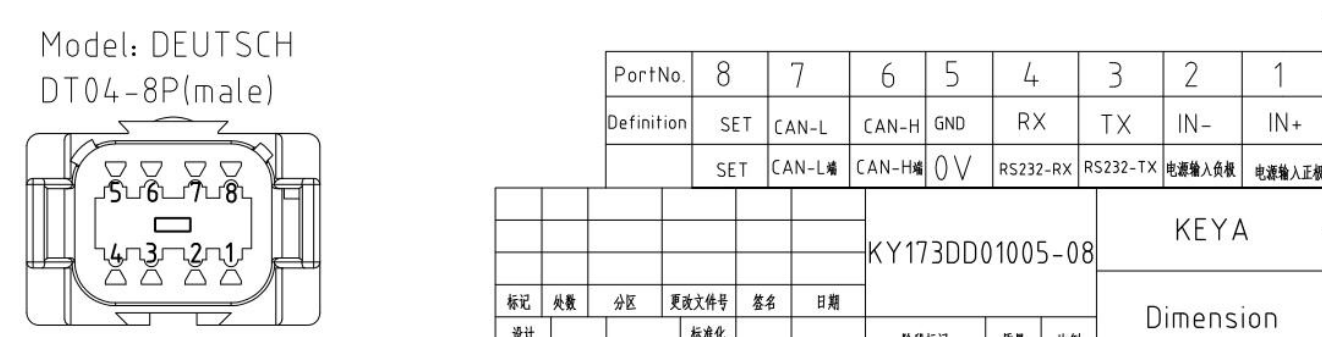 Model: DEUTSCH
DT04-8P(male)
5 6 7 8
4 3 2 1
PortNo. 8 7 6 5 4 3 2 1
Definition SET CAN-L CAN-H GND RX TX IN- IN+
SET CAN-L端 CAN-H端 0V RS232-RX RS232-TX 电源输入负极 电源输入正极
KY173DD01005-08
KEYA
标记 处数 分区 更改文件号 签名 日期
Dimension
设计 标准化